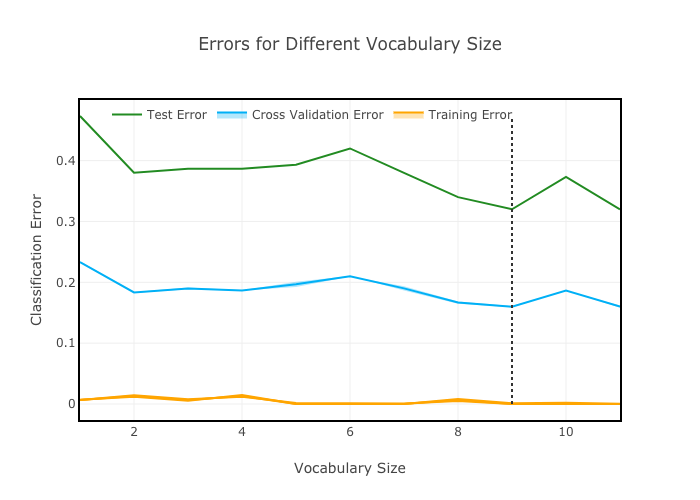 Errors for Different Vocabulary Size
Test Error Cross Validation Error Training Error
Classification Error
0.4
0.3
0.2
0.1
0
2 4 6 8 10
Vocabulary Size